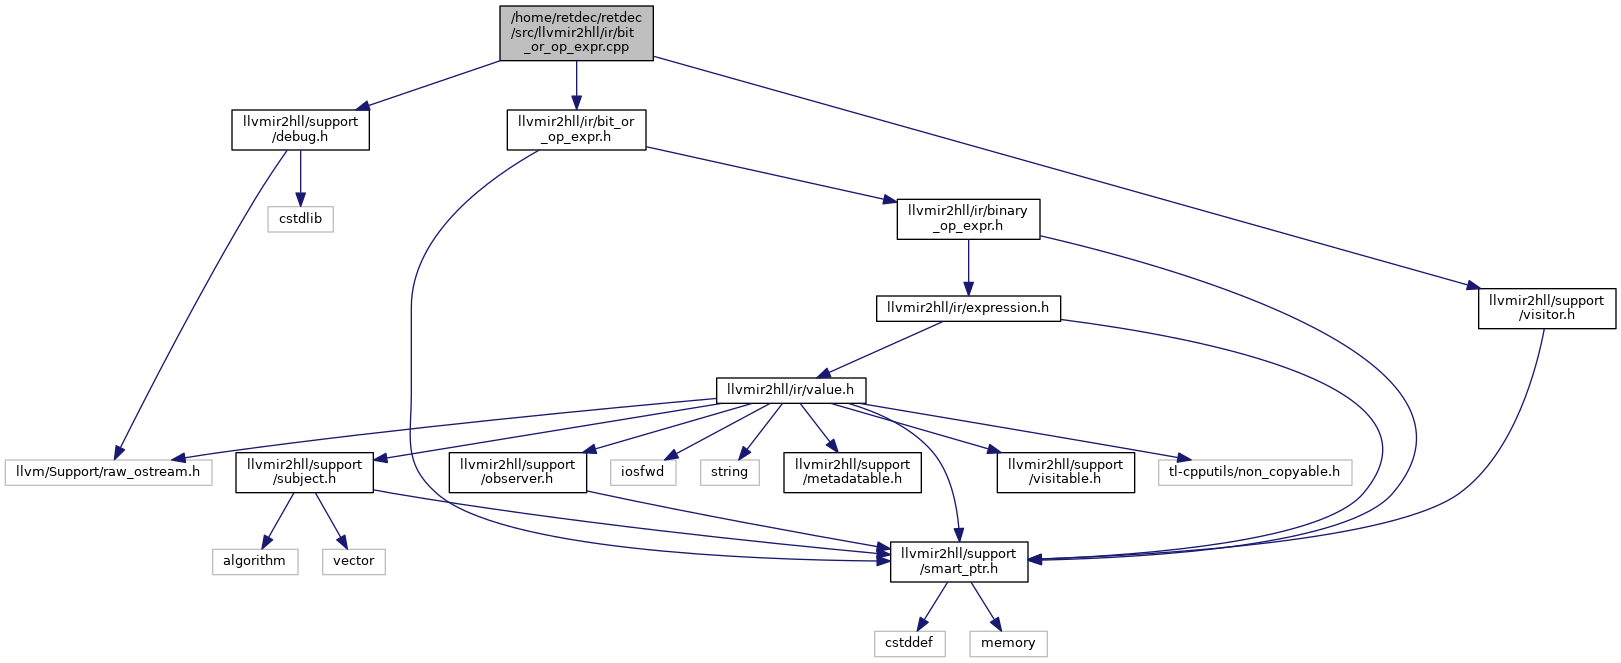 /home/retdec/retdec
/src/llvmir2hll/ir/bit
_or_op_expr.cpp
llvmir2hll/support
/debug.h
llvmir2hll/ir/bit_or
_op_expr.h
cstdlib
llvmir2hll/ir/binary
_op_expr.h
llvmir2hll/ir/expression.h
llvmir2hll/support
/visitor.h
llvmir2hll/ir/value.h
llvm/Support/raw_ostream.h
llvmir2hll/support
/subject.h
llvmir2hll/support
/observer.h
iosfwd
string
llvmir2hll/support
/metadatable.h
llvmir2hll/support
/visitable.h
tl-cpputils/non_copyable.h
algorithm
vector
llvmir2hll/support
/smart_ptr.h
cstddef
memory